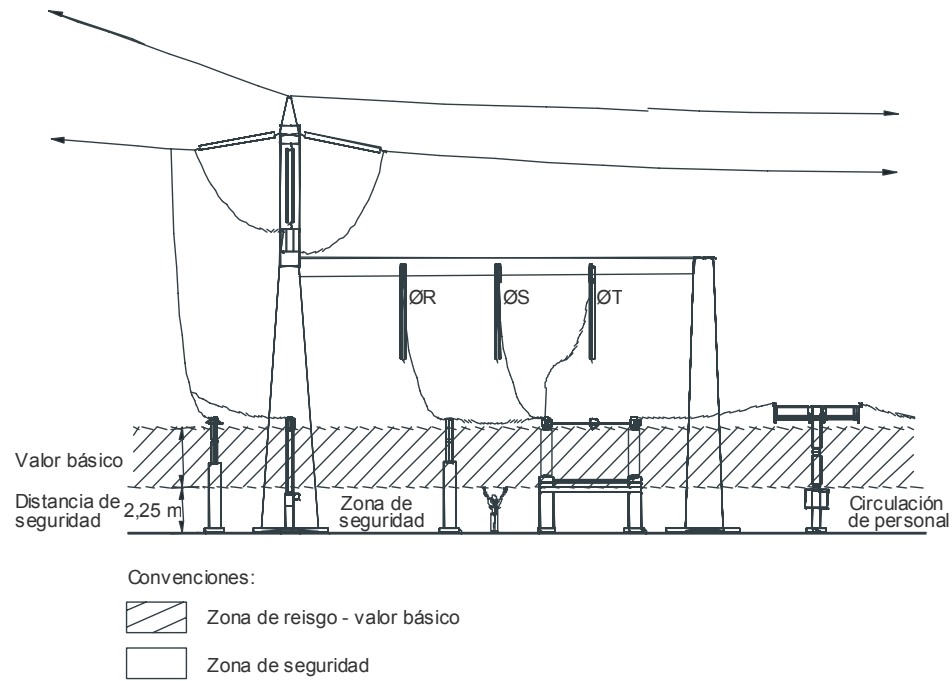 ØR
ØS
ØT
Valor básico
Distancia de
seguridad
2,25 m
Zona de
seguridad
Circulación
de personal
Convenciones:
Zona de reisgo - valor básico
Zona de seguridad